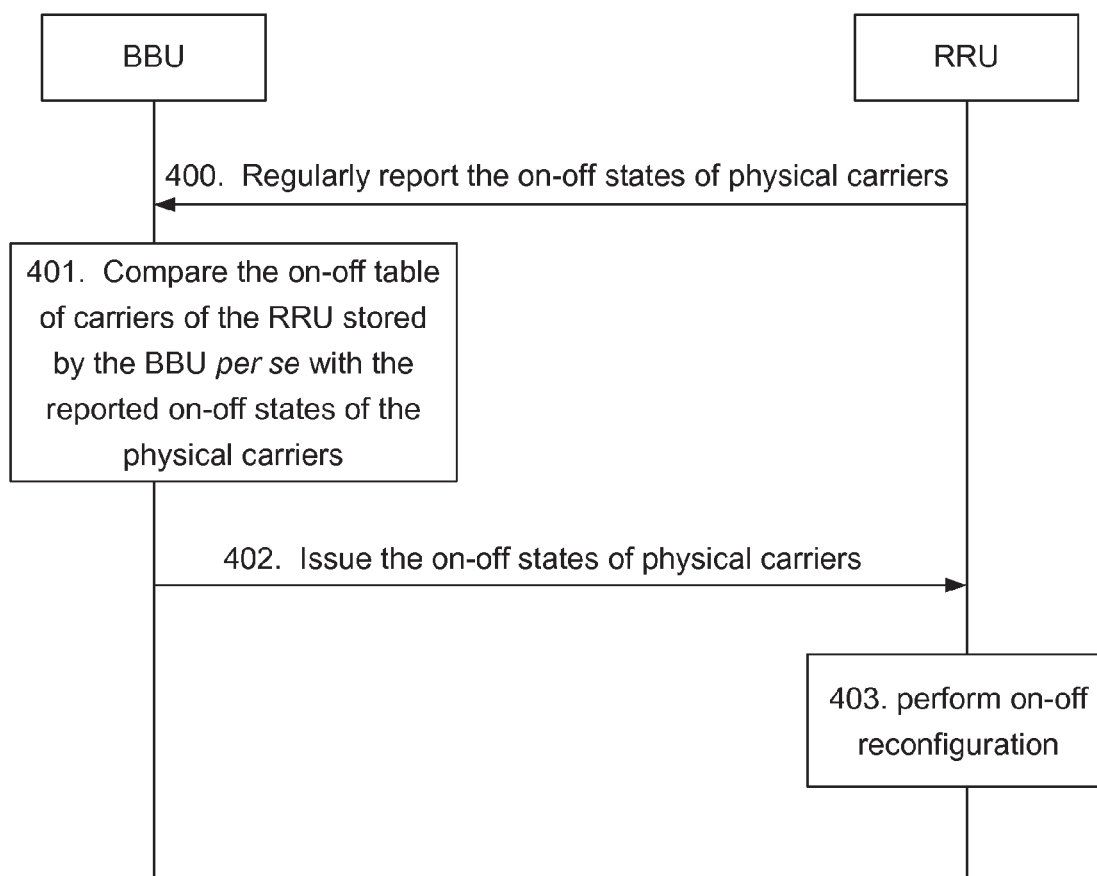 BBU
RRU
400. Regularly report the on-off states of physical carriers
401. Compare the on-off table
of carriers of the RRU stored
by the BBU per se with the
reported on-off states of the
physical carriers
402. Issue the on-off states of physical carriers
403. perform on-off
reconfiguration